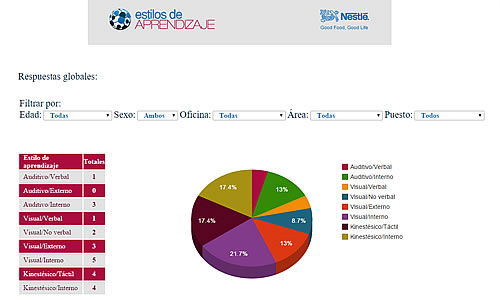 estilos de
APRENDIZAJE
Nestlé
Good Food, Good Life
Respuestas globales:
Filtrar por:
Edad: Todas Sexo: Ambos Oficina: Todas Área: Todas Puesto: Todos
Estilo de aprendizaje Totales
Auditivo/Verbal 1
Auditivo/Externo 0
Auditivo/Interno 3
Visual/Verbal 1
Visual/No verbal 2
Visual/Externo 3
Visual/Interno 5
Kinestésico/Táctil 4
Kinestésico/Interno 4
17.4%
13%
17.4%
8.7%
21.7%
13%
Auditivo/Verbal
Auditivo/Interno
Visual/Verbal
Visual/No verbal
Visual/Externo
Visual/Interno
Kinestésico/Táctil
Kinestésico/Interno